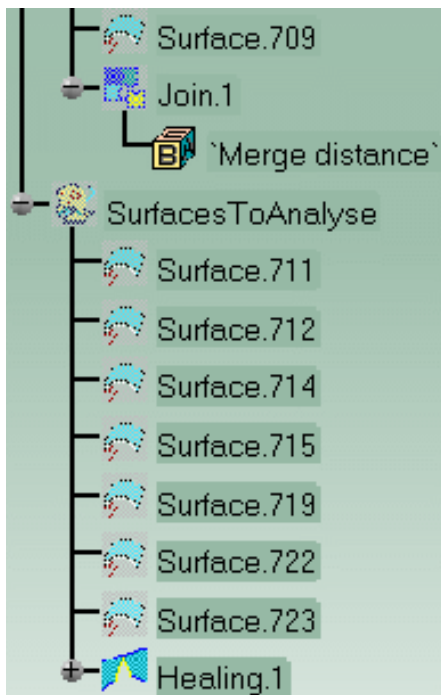 Surface.709
Join.1
B `Merge distance`
SurfacesToAnalyse
Surface.711
Surface.712
Surface.714
Surface.715
Surface.719
Surface.722
Surface.723
Healing.1